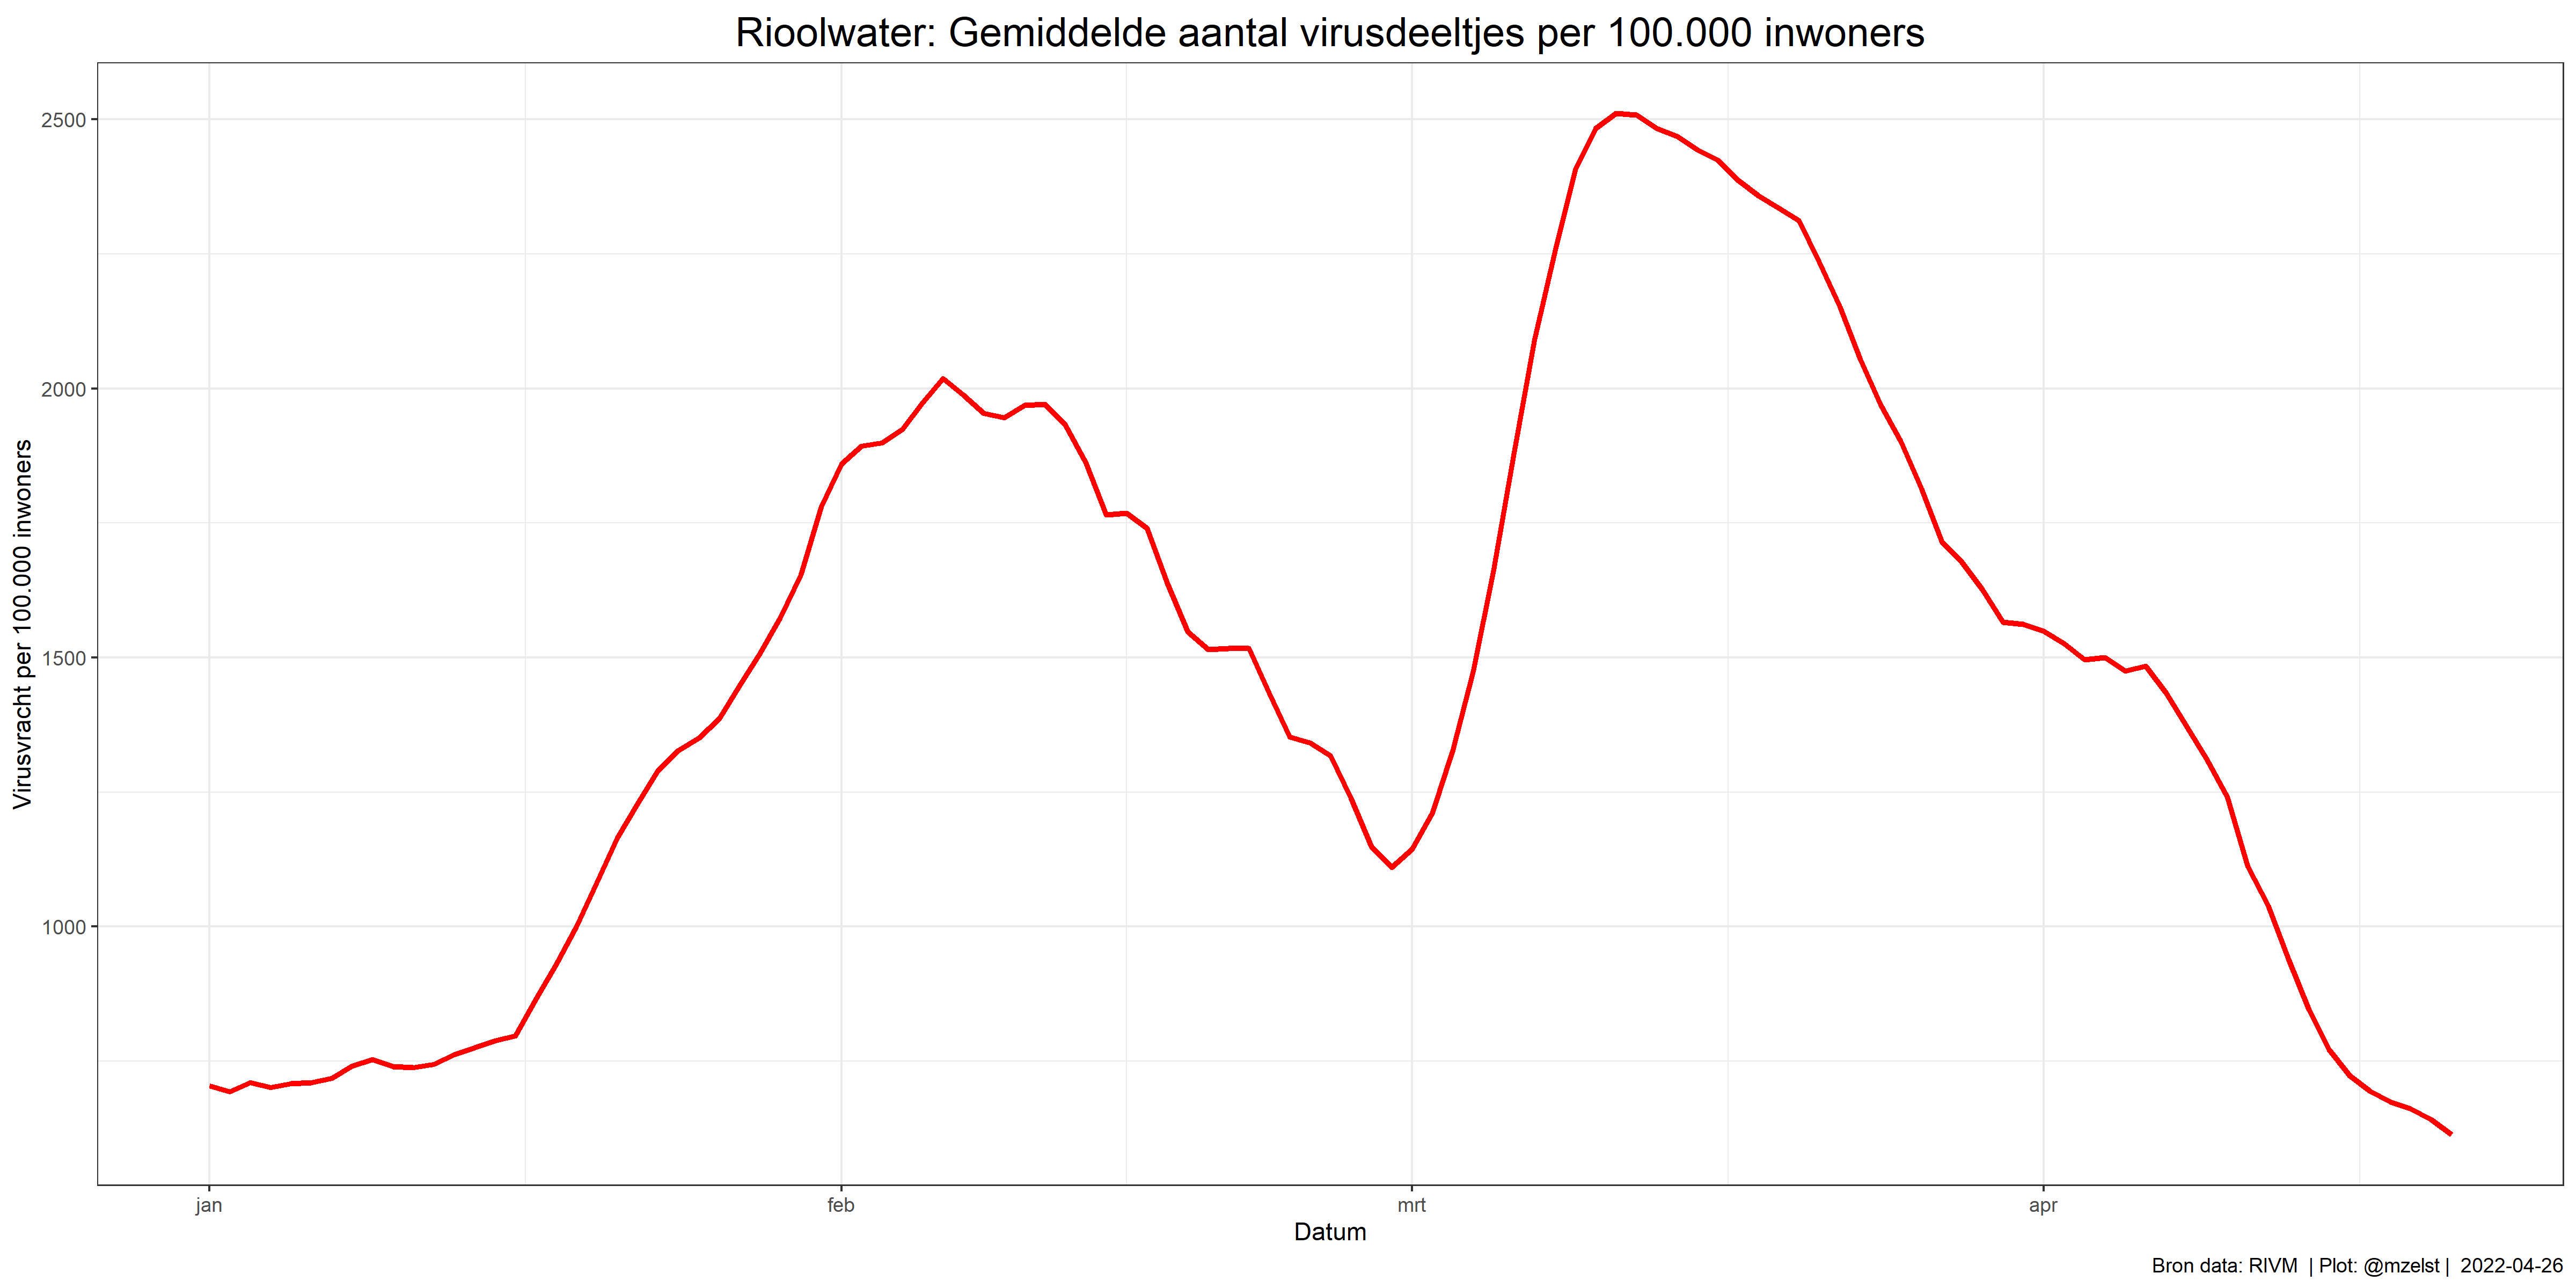 Rioolwater: Gemiddelde aantal virusdeeltjes per 100.000 inwoners
Virusvracht per 100.000 inwoners
2500
2000
1500
1000
jan feb mrt apr
Datum
Bron data: RIVM | Plot: @mzelst | 2022-04-26